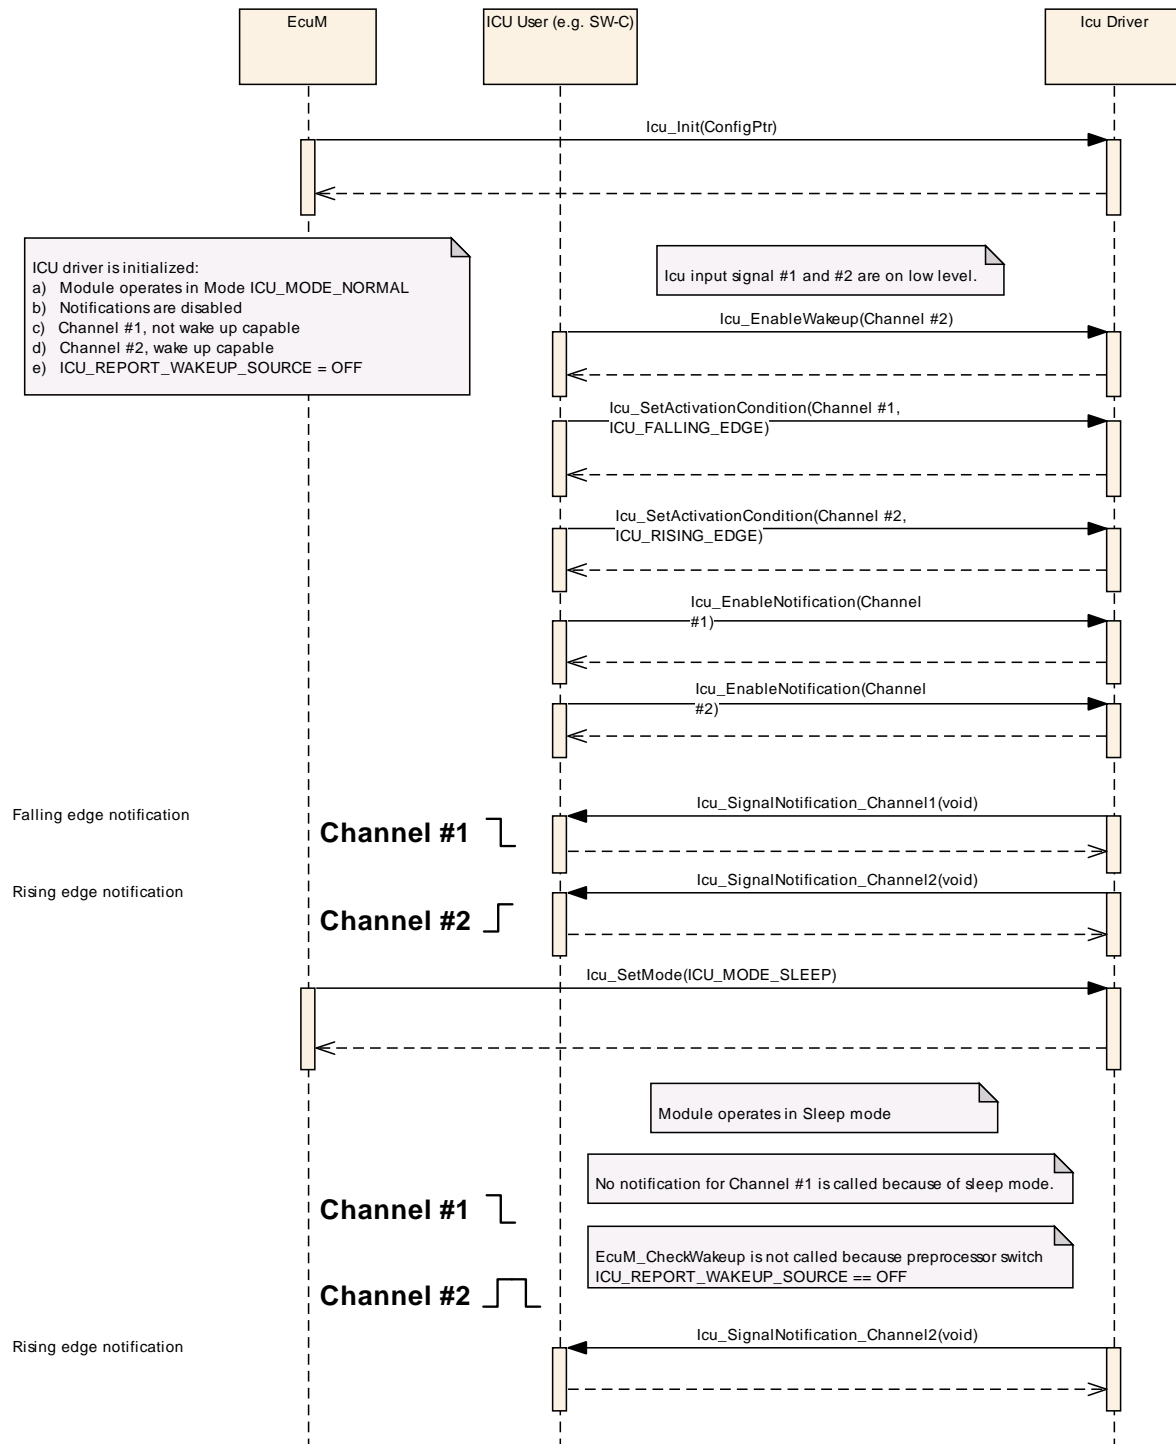 EcuM
ICU User (e.g. SW-C)
Icu Driver
Icu_Init(ConfigPtr)
ICU driver is initialized:
a) Module operates in Mode ICU_MODE_NORMAL
b) Notifications are disabled
c) Channel #1, not wake up capable
d) Channel #2, wake up capable
e) ICU_REPORT_WAKEUP_SOURCE = OFF
Icu input signal #1 and #2 are on low level.
Icu_EnableWakeup(Channel #2)
Icu_SetActivationCondition(Channel #1,
ICU_FALLING_EDGE)
Icu_SetActivationCondition(Channel #2,
ICU_RISING_EDGE)
Icu_EnableNotification(Channel
#1)
Icu_EnableNotification(Channel
#2)
Icu_SignalNotification_Channel1(void)
Falling edge notification
Channel #1
Icu_SignalNotification_Channel2(void)
Rising edge notification
Channel #2
Icu_SetMode(ICU_MODE_SLEEP)
Module operates in Sleep mode
No notification for Channel #1 is called because of sleep mode.
Channel #1
EcuM_CheckWakeup is not called because preprocessor switch
ICU_REPORT_WAKEUP_SOURCE == OFF
Channel #2
Icu_SignalNotification_Channel2(void)
Rising edge notification